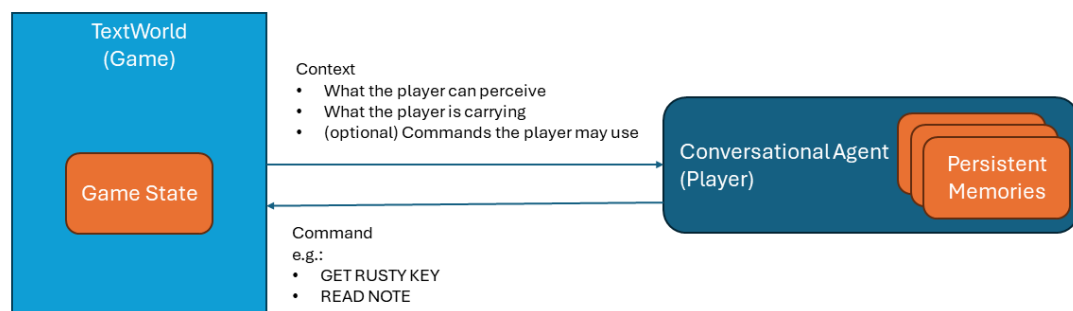 TextWorld
(Game)
Game State
Context
• What the player can perceive
• What the player is carrying
• (optional) Commands the player may use
Command
e.g.:
• GET RUSTY KEY
• READ NOTE
Conversational Agent
(Player)
Persistent
Memories